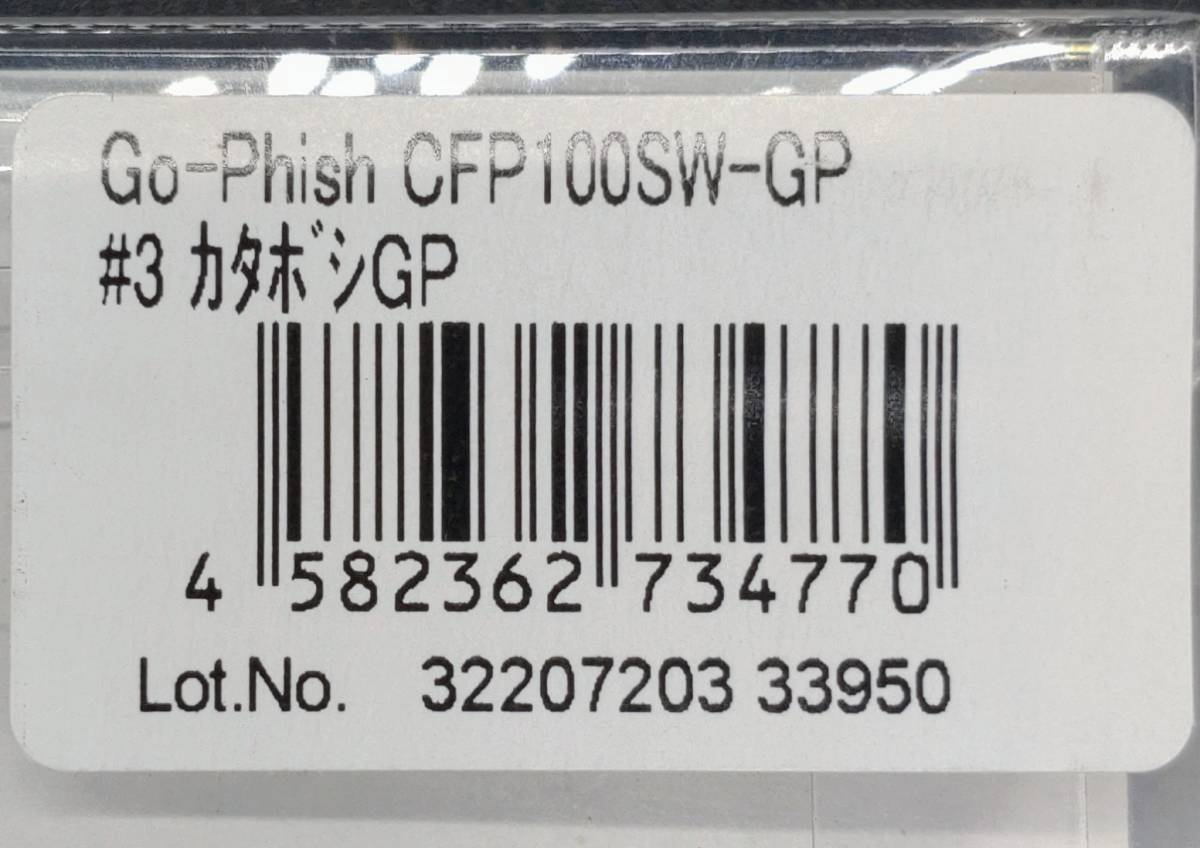 Go-Phish CFP100SW-GP
#3 ｶﾀﾎﾞｼGP
4 582362 734770
Lot.No. 32207203 33950